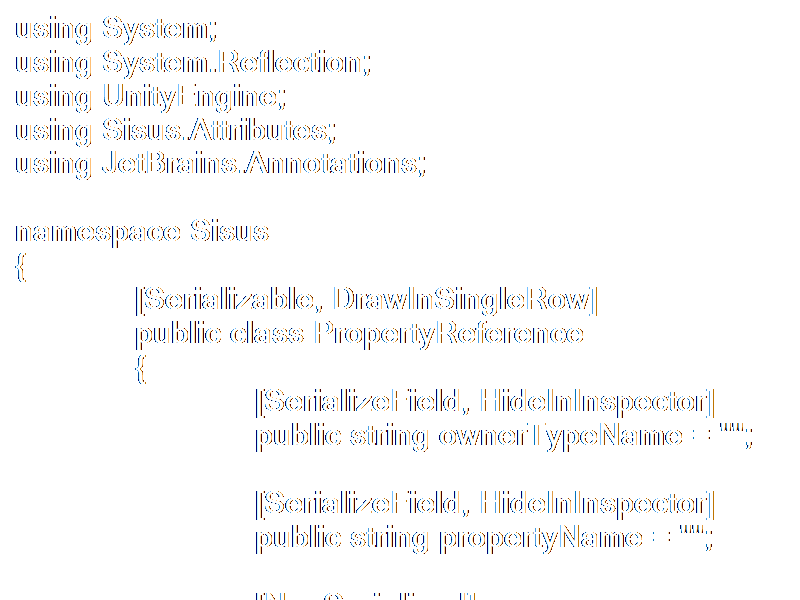 using System;
using System.Reflection;
using UnityEngine;
using Sisus.Attributes;
using JetBrains.Annotations;
namespace Sisus
{
[Serializable, DrawInSingleRow]
public class PropertyReference
{
[SerializeField, HideInInspector]
public string ownerTypeName = "";
[SerializeField, HideInInspector]
public string propertyName = "";